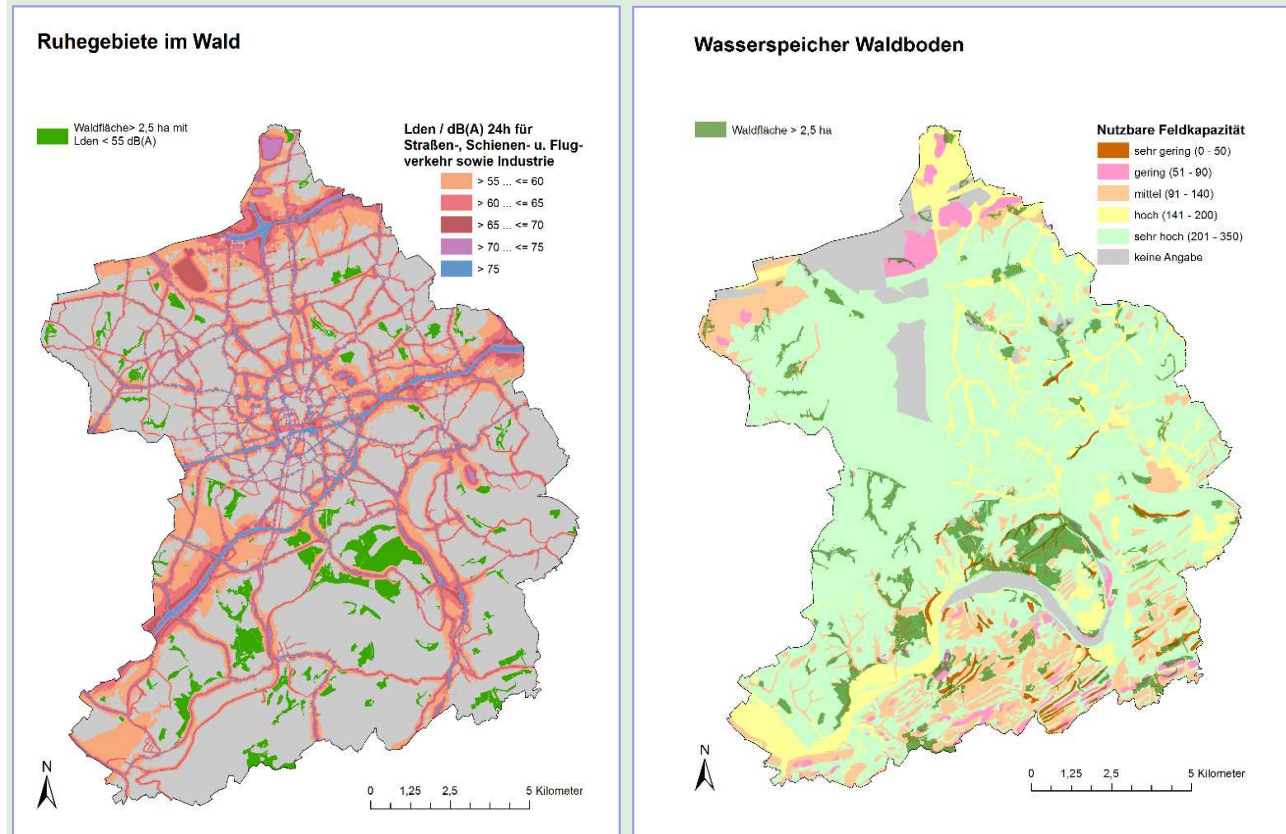 Ruhegebiete im Wald
Waldfläche> 2,5 ha mit
Lden < 55 dB(A)
Lden / dB(A) 24h für
Straßen-, Schienen- u. Flug-
verkehr sowie Industrie
> 55 ... <= 60
> 60 ... <= 65
> 65 ... <= 70
> 70 ... <= 75
> 75
N
0 1,25 2,5 5 Kilometer
Wasserspeicher Waldboden
Waldfläche > 2,5 ha
Nutzbare Feldkapazität
sehr gering (0 - 50)
gering (51 - 90)
mittel (91 - 140)
hoch (141 - 200)
sehr hoch (201 - 350)
keine Angabe
N
0 1,25 2,5 5 Kilometer